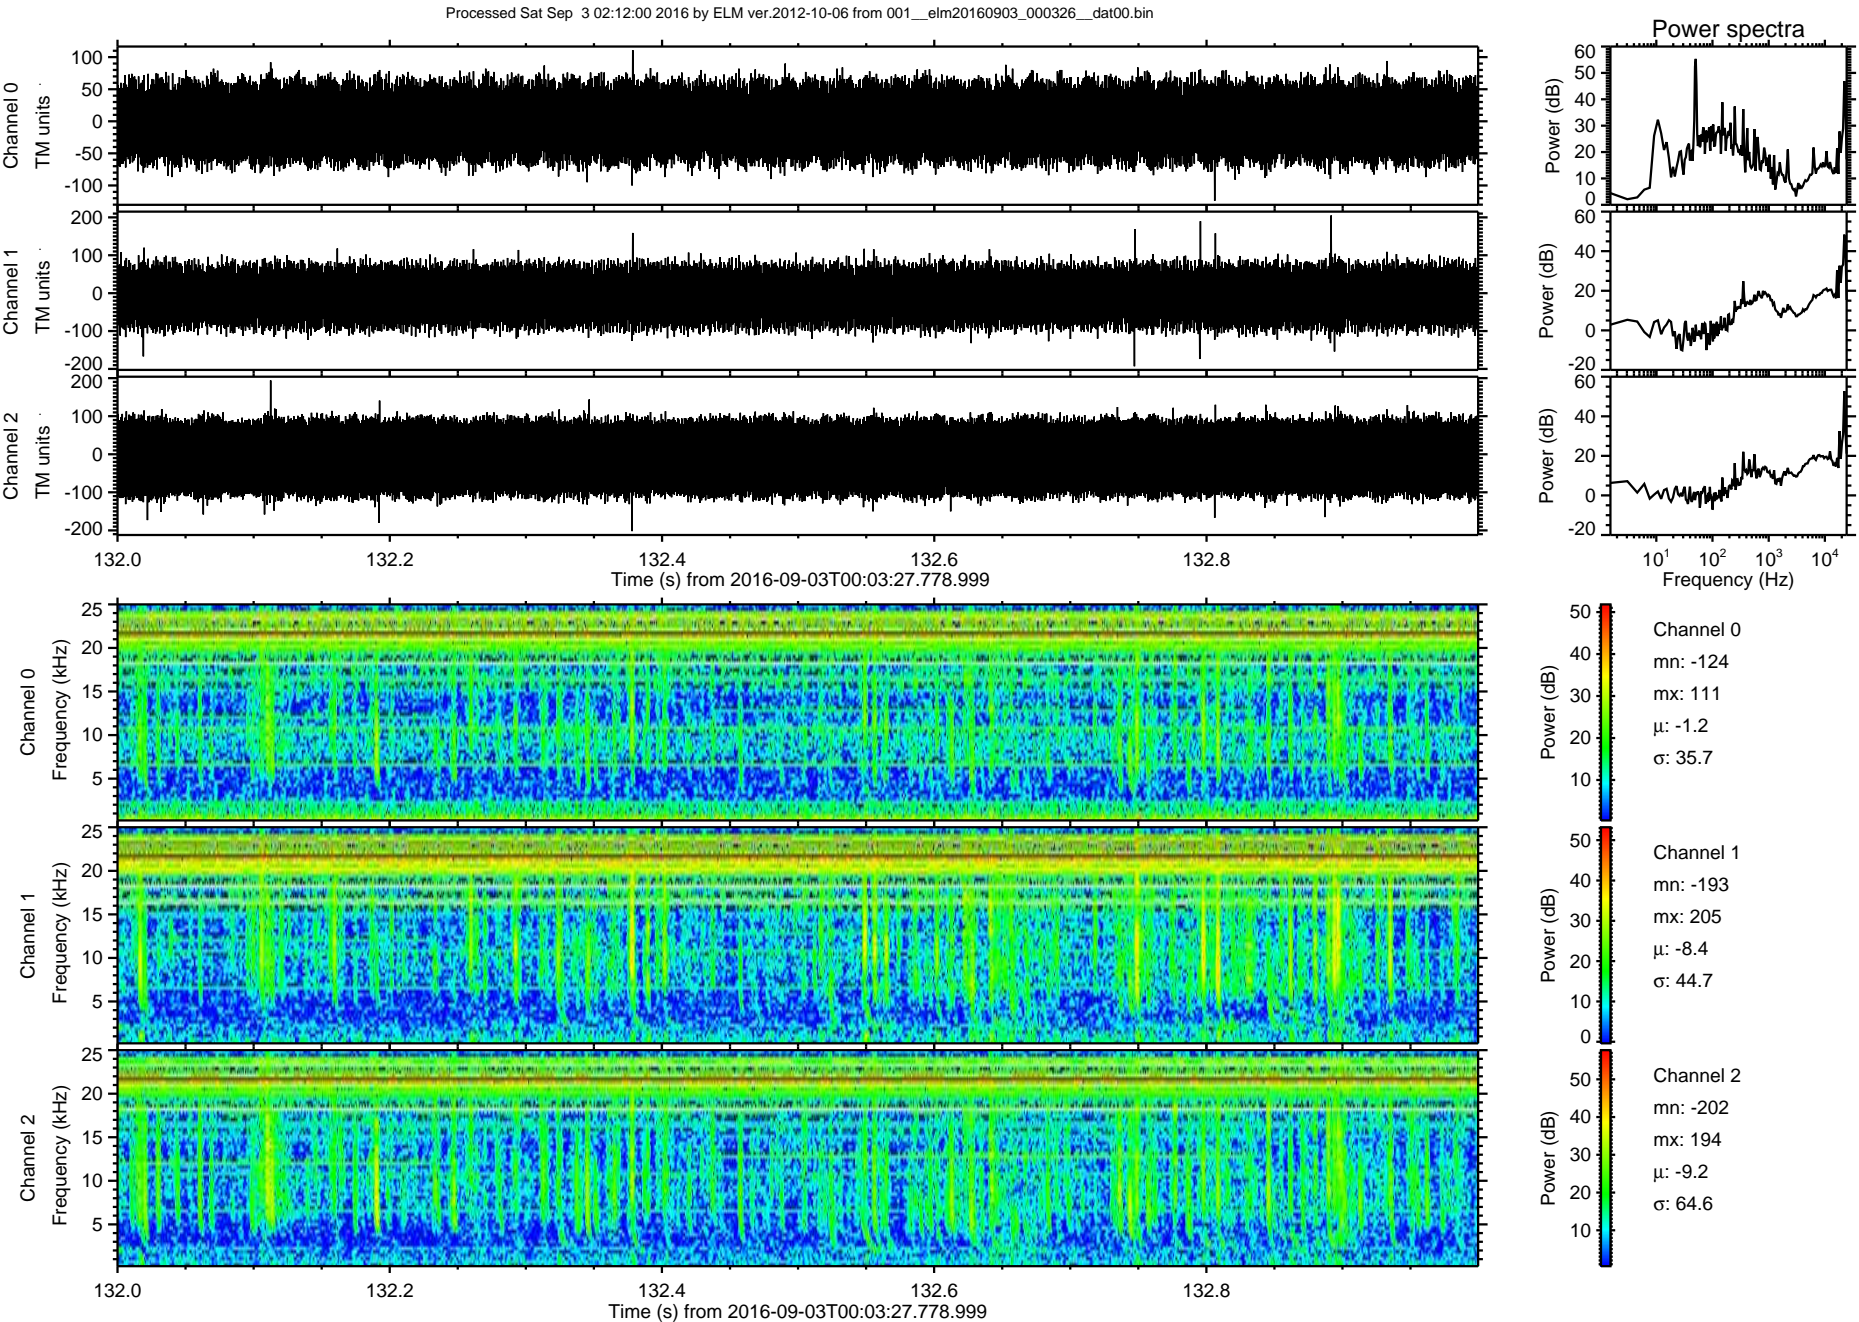 Processed Sat Sep  3 02:12:00 2016 by ELM ver.2012-10-06 from 001__elm20160903_000326__dat00.bin
Power spectra
Channel 0
TM units
100
50
0
-50
-100
Power (dB)
60
50
40
30
20
10
0
Channel 1
TM units
200
100
0
-100
-200
Power (dB)
60
40
20
0
-20
Channel 2
TM units
200
100
0
-100
-200
Power (dB)
60
40
20
0
-20
132.0 132.2 132.4 132.6 132.8
Time (s) from 2016-09-03T00:03:27.778.999
10¹ 10² 10³ 10⁴
Frequency (Hz)
Channel 0
Frequency (kHz)
25
20
15
10
5
Power (dB)
50
40
30
20
10
Channel 0
mn: -124
mx: 111
μ: -1.2
σ: 35.7
Channel 1
Frequency (kHz)
25
20
15
10
5
Power (dB)
50
40
30
20
10
0
Channel 1
mn: -193
mx: 205
μ: -8.4
σ: 44.7
Channel 2
Frequency (kHz)
25
20
15
10
5
Power (dB)
50
40
30
20
10
Channel 2
mn: -202
mx: 194
μ: -9.2
σ: 64.6
132.0 132.2 132.4 132.6 132.8
Time (s) from 2016-09-03T00:03:27.778.999